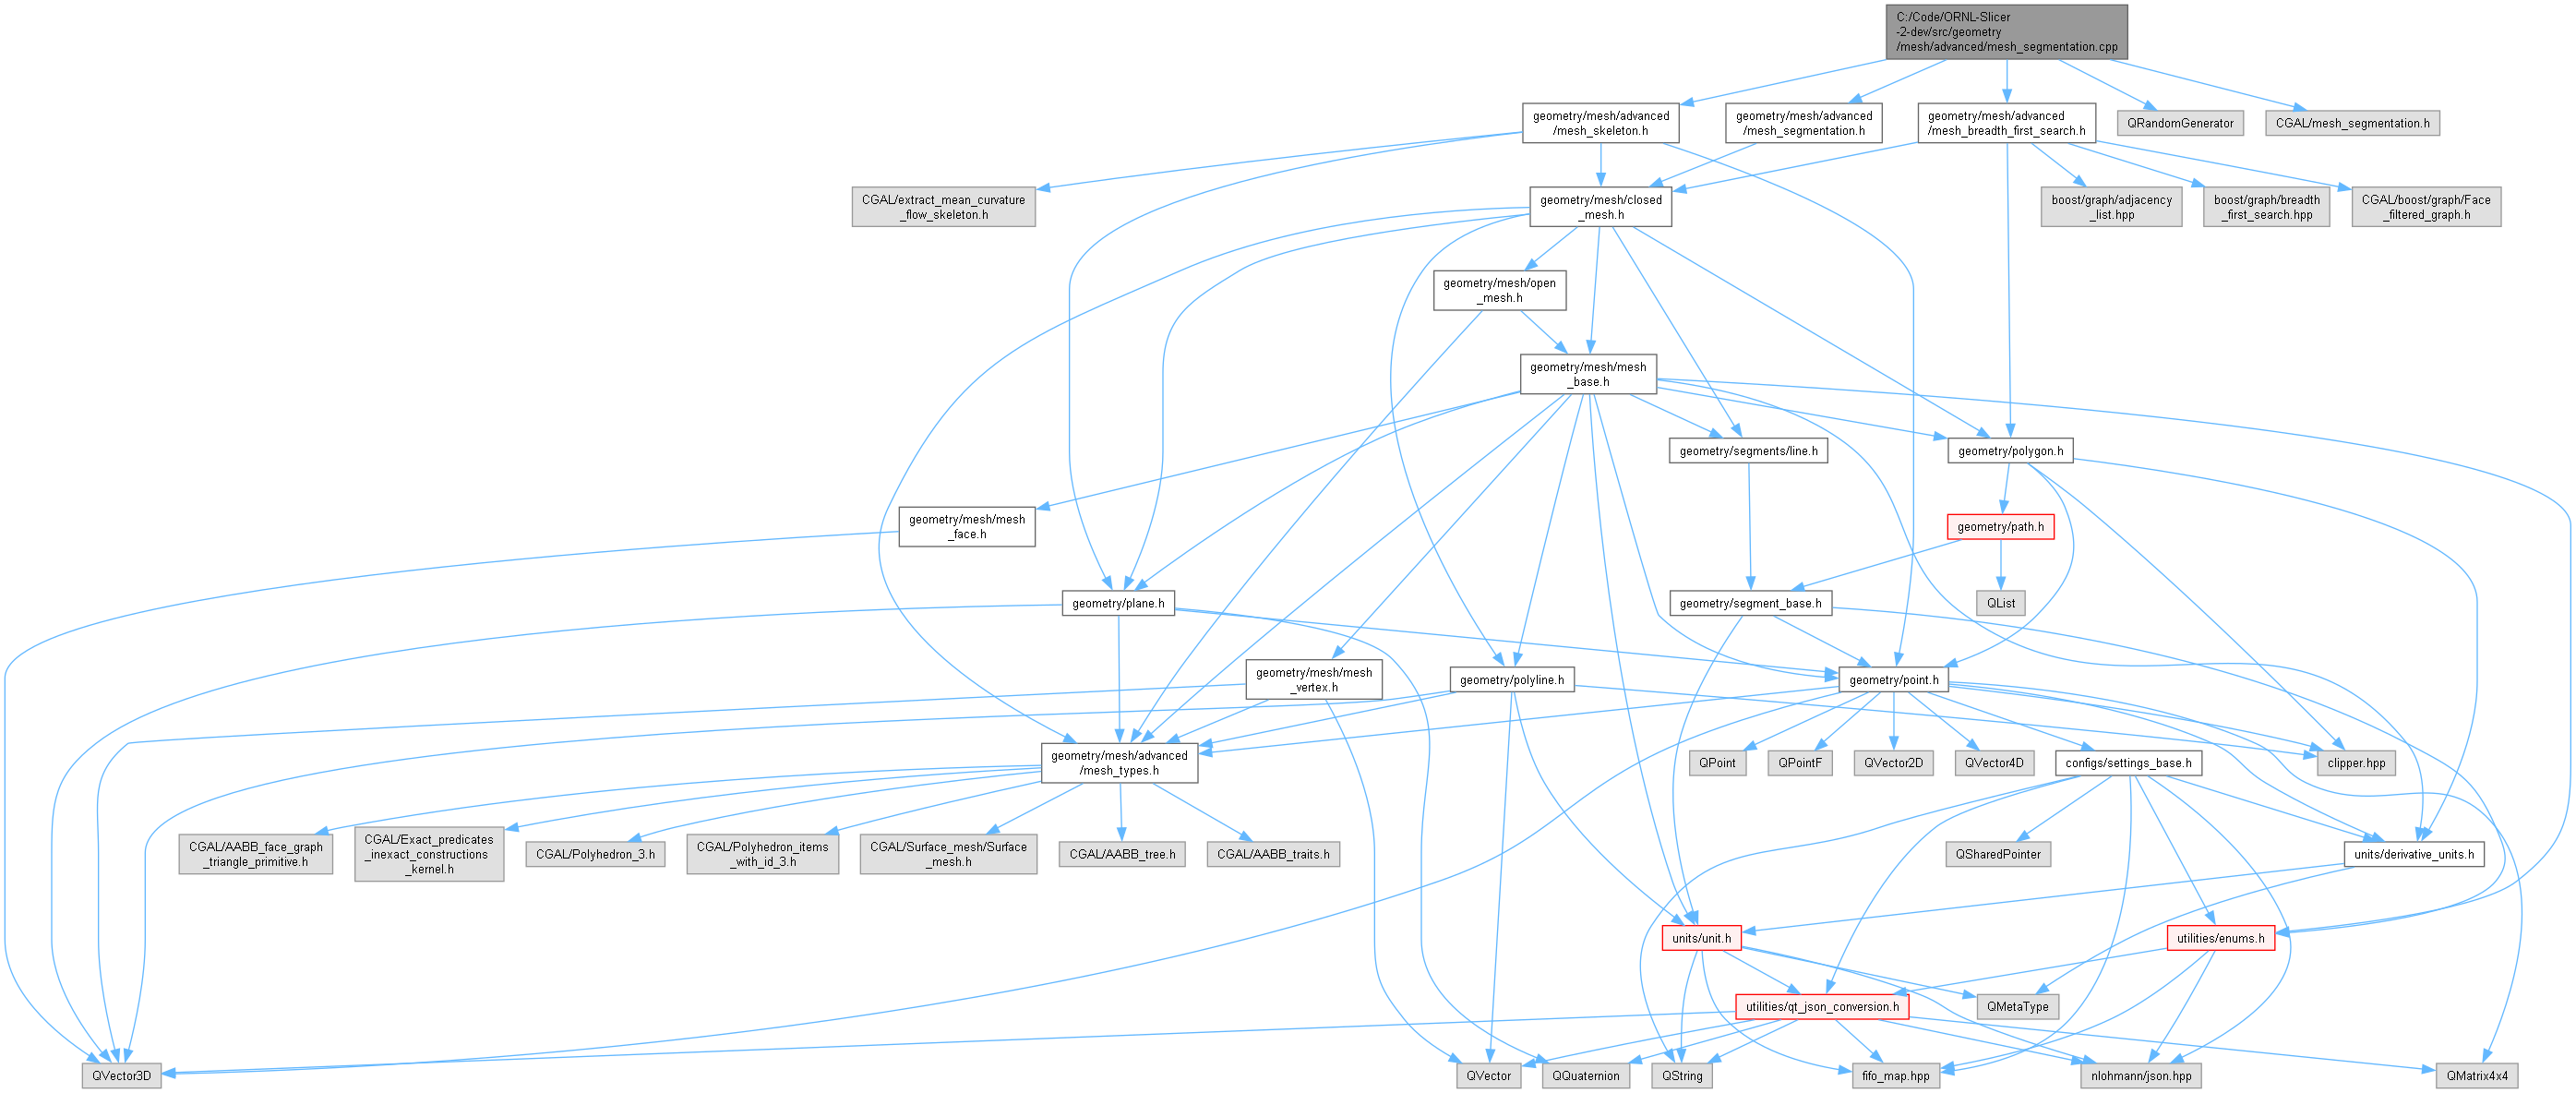 C:/Code/ORNL-Slicer
-2-dev/src/geometry
/mesh/advanced/mesh_segmentation.cpp
geometry/mesh/advanced
/mesh_skeleton.h
geometry/mesh/advanced
/mesh_segmentation.h
geometry/mesh/advanced
/mesh_breadth_first_search.h
QRandomGenerator
CGAL/mesh_segmentation.h
CGAL/extract_mean_curvature
_flow_skeleton.h
geometry/mesh/closed
_mesh.h
boost/graph/adjacency
_list.hpp
boost/graph/breadth
_first_search.hpp
CGAL/boost/graph/Face
_filtered_graph.h
geometry/mesh/open
_mesh.h
geometry/mesh/mesh
_base.h
geometry/segments/line.h
geometry/polygon.h
geometry/mesh/mesh
_face.h
geometry/path.h
geometry/plane.h
geometry/segment_base.h
QList
geometry/mesh/mesh
_vertex.h
geometry/polyline.h
geometry/point.h
geometry/mesh/advanced
/mesh_types.h
QPoint
QPointF
QVector2D
QVector4D
configs/settings_base.h
clipper.hpp
CGAL/AABB_face_graph
_triangle_primitive.h
CGAL/Exact_predicates
_inexact_constructions
_kernel.h
CGAL/Polyhedron_3.h
CGAL/Polyhedron_items
_with_id_3.h
CGAL/Surface_mesh/Surface
_mesh.h
CGAL/AABB_tree.h
CGAL/AABB_traits.h
QSharedPointer
units/derivative_units.h
units/unit.h
utilities/enums.h
utilities/qt_json_conversion.h
QMetaType
QVector3D
QVector
QQuaternion
QString
fifo_map.hpp
nlohmann/json.hpp
QMatrix4x4